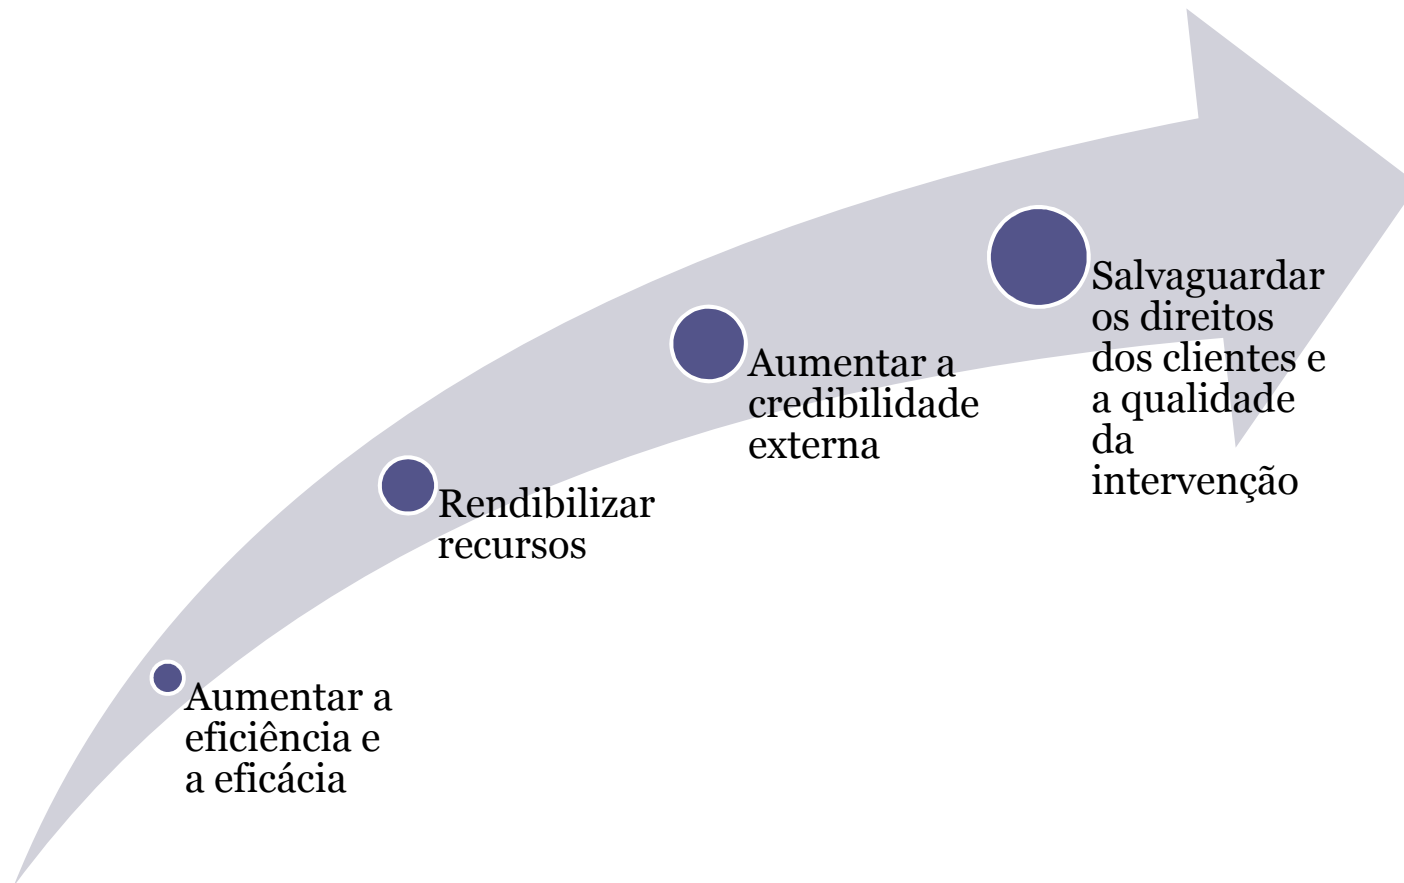 Aumentar a
eficiência e
a eficácia
Rendibilizar
recursos
Aumentar a
credibilidade
externa
Salvaguardar
os direitos
dos clientes e
a qualidade
da
intervenção